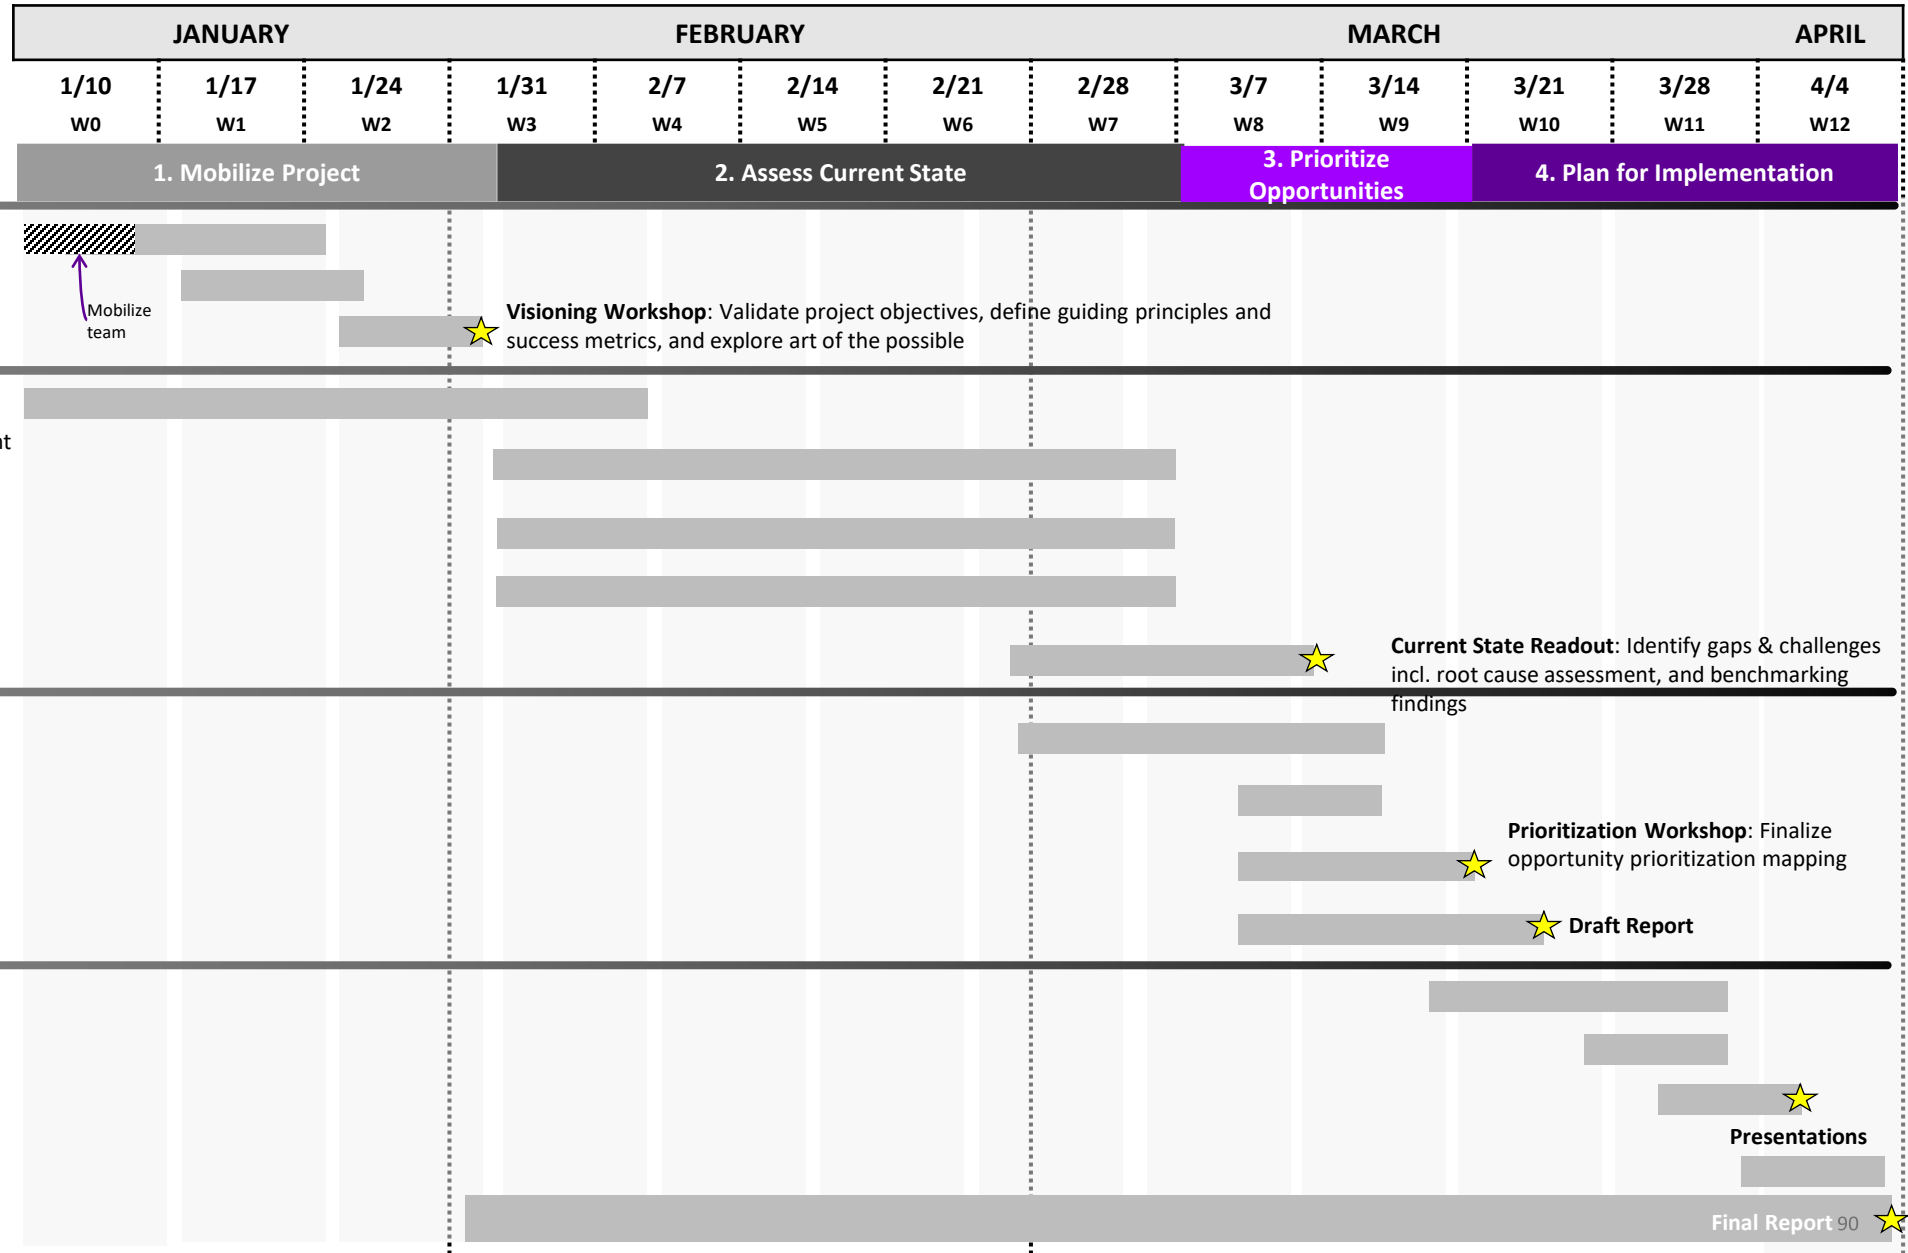 JANUARY FEBRUARY MARCH APRIL
1/10 1/17 1/24 1/31 2/7 2/14 2/21 2/28 3/7 3/14 3/21 3/28 4/4
W0 W1 W2 W3 W4 W5 W6 W7 W8 W9 W10 W11 W12
1. Mobilize Project
2. Assess Current State
3. Prioritize
Opportunities
4. Plan for Implementation
Mobilize
team
Visioning Workshop: Validate project objectives, define guiding principles and
success metrics, and explore art of the possible
nt
Current State Readout: Identify gaps & challenges
incl. root cause assessment, and benchmarking
findings
Prioritization Workshop: Finalize
opportunity prioritization mapping
Draft Report
Presentations
Final Report 90